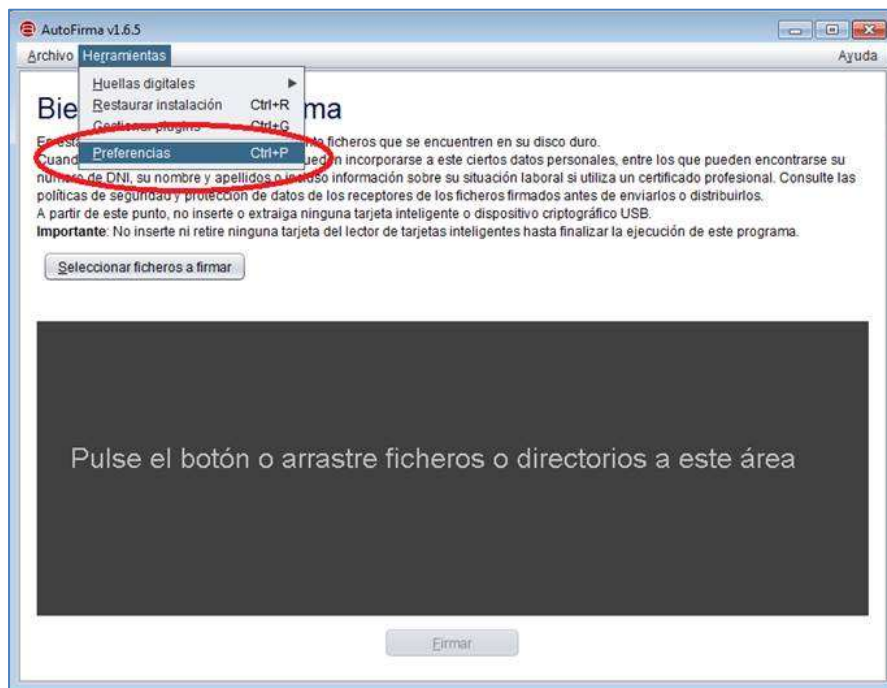 AutoFirma v1.6.5
Archivo Herramientas Ayuda
Huellas digitales
Restaurar instalación Ctrl+R
Gestionar plugins Ctrl+G
Preferencias Ctrl+P
Bie ma
ficheros que se encuentren en su disco duro.
incorporarse a este ciertos datos personales, entre los que pueden encontrarse su
número de DNI, su nombre y apellidos o incluso información sobre su situación laboral si utiliza un certificado profesional. Consulte las
políticas de seguridad y protección de datos de los receptores de los ficheros firmados antes de enviarlos o distribuirlos.
A partir de este punto, no inserte o extraiga ninguna tarjeta inteligente o dispositivo criptográfico USB.
Importante: No inserte ni retire ninguna tarjeta del lector de tarjetas inteligentes hasta finalizar la ejecución de este programa.
Seleccionar ficheros a firmar
Pulse el botón o arrastre ficheros o directorios a este área
Firmar